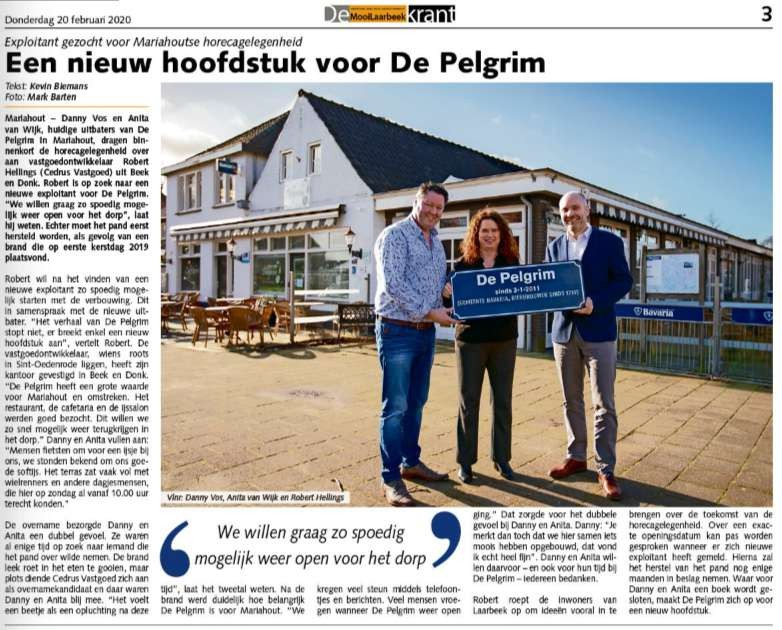 Donderdag 20 februari 2020
De MooiLaarbeek krant
3
Exploitant gezocht voor Mariahoutse horecagelegenheid
Een nieuw hoofdstuk voor De Pelgrim
Tekst: Kevin Biemans
Foto: Mark Barten
Mariahout – Danny Vos en Anita
van Wijk, huidige uitbaters van De
Pelgrim in Mariahout, dragen bin-
nenkort de horecagelegenheid over
aan vastgoedontwikkelaar Robert
Hellings (Cedrus Vastgoed) uit Beek
en Donk. Robert is op zoek naar een
nieuwe exploitant voor De Pelgrim.
"We willen graag zo spoedig moge-
lijk weer open voor het dorp", laat
hij weten. Echter moet het pand eerst
hersteld worden, als gevolg van een
brand die op eerste kerstdag 2019
plaatsvond.
Robert wil na het vinden van een
nieuwe exploitant zo spoedig moge-
lijk starten met de verbouwing. Dit
in samenspraak met de nieuwe uit-
bater. "Het verhaal van De Pelgrim
stopt niet, er breekt enkel een nieuw
hoofdstuk aan", vertelt Robert. De
vastgoedontwikkelaar, wiens roots
in Sint-Oedenrode liggen, heeft zijn
kantoor gevestigd in Beek en Donk.
"De Pelgrim heeft een grote waarde
voor Mariahout en omstreken. Het
restaurant, de cafetaria en de ijssalon
werden goed bezocht. Dit willen we
zo snel mogelijk weer terugkrijgen in
het dorp." Danny en Anita vullen aan:
"Mensen fietsten om voor een ijsje bij
ons, we stonden bekend om ons goe-
de softijs. Het terras zat vaak vol met
wielrenners en andere dagjesmensen,
die hier op zondag al vanaf 10.00 uur
terecht konden."
De overname bezorgde Danny en
Anita een dubbel gevoel. Ze waren
al enige tijd op zoek naar iemand die
het pand over wilde nemen. De brand
leek roet in het eten te gooien, maar
plots diende Cedrus Vastgoed zich aan
als overnamekandidaat en daar waren
Danny en Anita blij mee. "Het voelt
een beetje als een opluchting na deze
De Pelgrim
sinds 3-1-2011
Bavaria
Vlnr: Danny Vos, Anita van Wijk en Robert Hellings
‘ We willen graag zo spoedig ’
mogelijk weer open voor het dorp
tijd", laat het tweetal weten. Na de
brand werd duidelijk hoe belangrijk
De Pelgrim is voor Mariahout. "We
kregen veel steun middels telefoon-
tjes en berichten. Veel mensen vroe-
gen wanneer De Pelgrim weer open
ging." Dat zorgde voor het dubbele
gevoel bij Danny en Anita. Danny: "Je
merkt dan toch dat we hier samen iets
moois hebben opgebouwd, dat vond
ik echt heel fijn". Danny en Anita wil-
len daarvoor – en ook voor hun tijd bij
De Pelgrim – iedereen bedanken.
Robert roept de inwoners van
Laarbeek op om ideeën vooral in te
brengen over de toekomst van de
horecagelegenheid. Over een exac-
te openingsdatum kan pas worden
gesproken wanneer er zich nieuwe
exploitant heeft gemeld. Hierna zal
het herstel van het pand nog enige
maanden in beslag nemen. Waar voor
Danny en Anita een boek wordt ge-
sloten, maakt De Pelgrim zich op voor
een nieuw hoofdstuk.